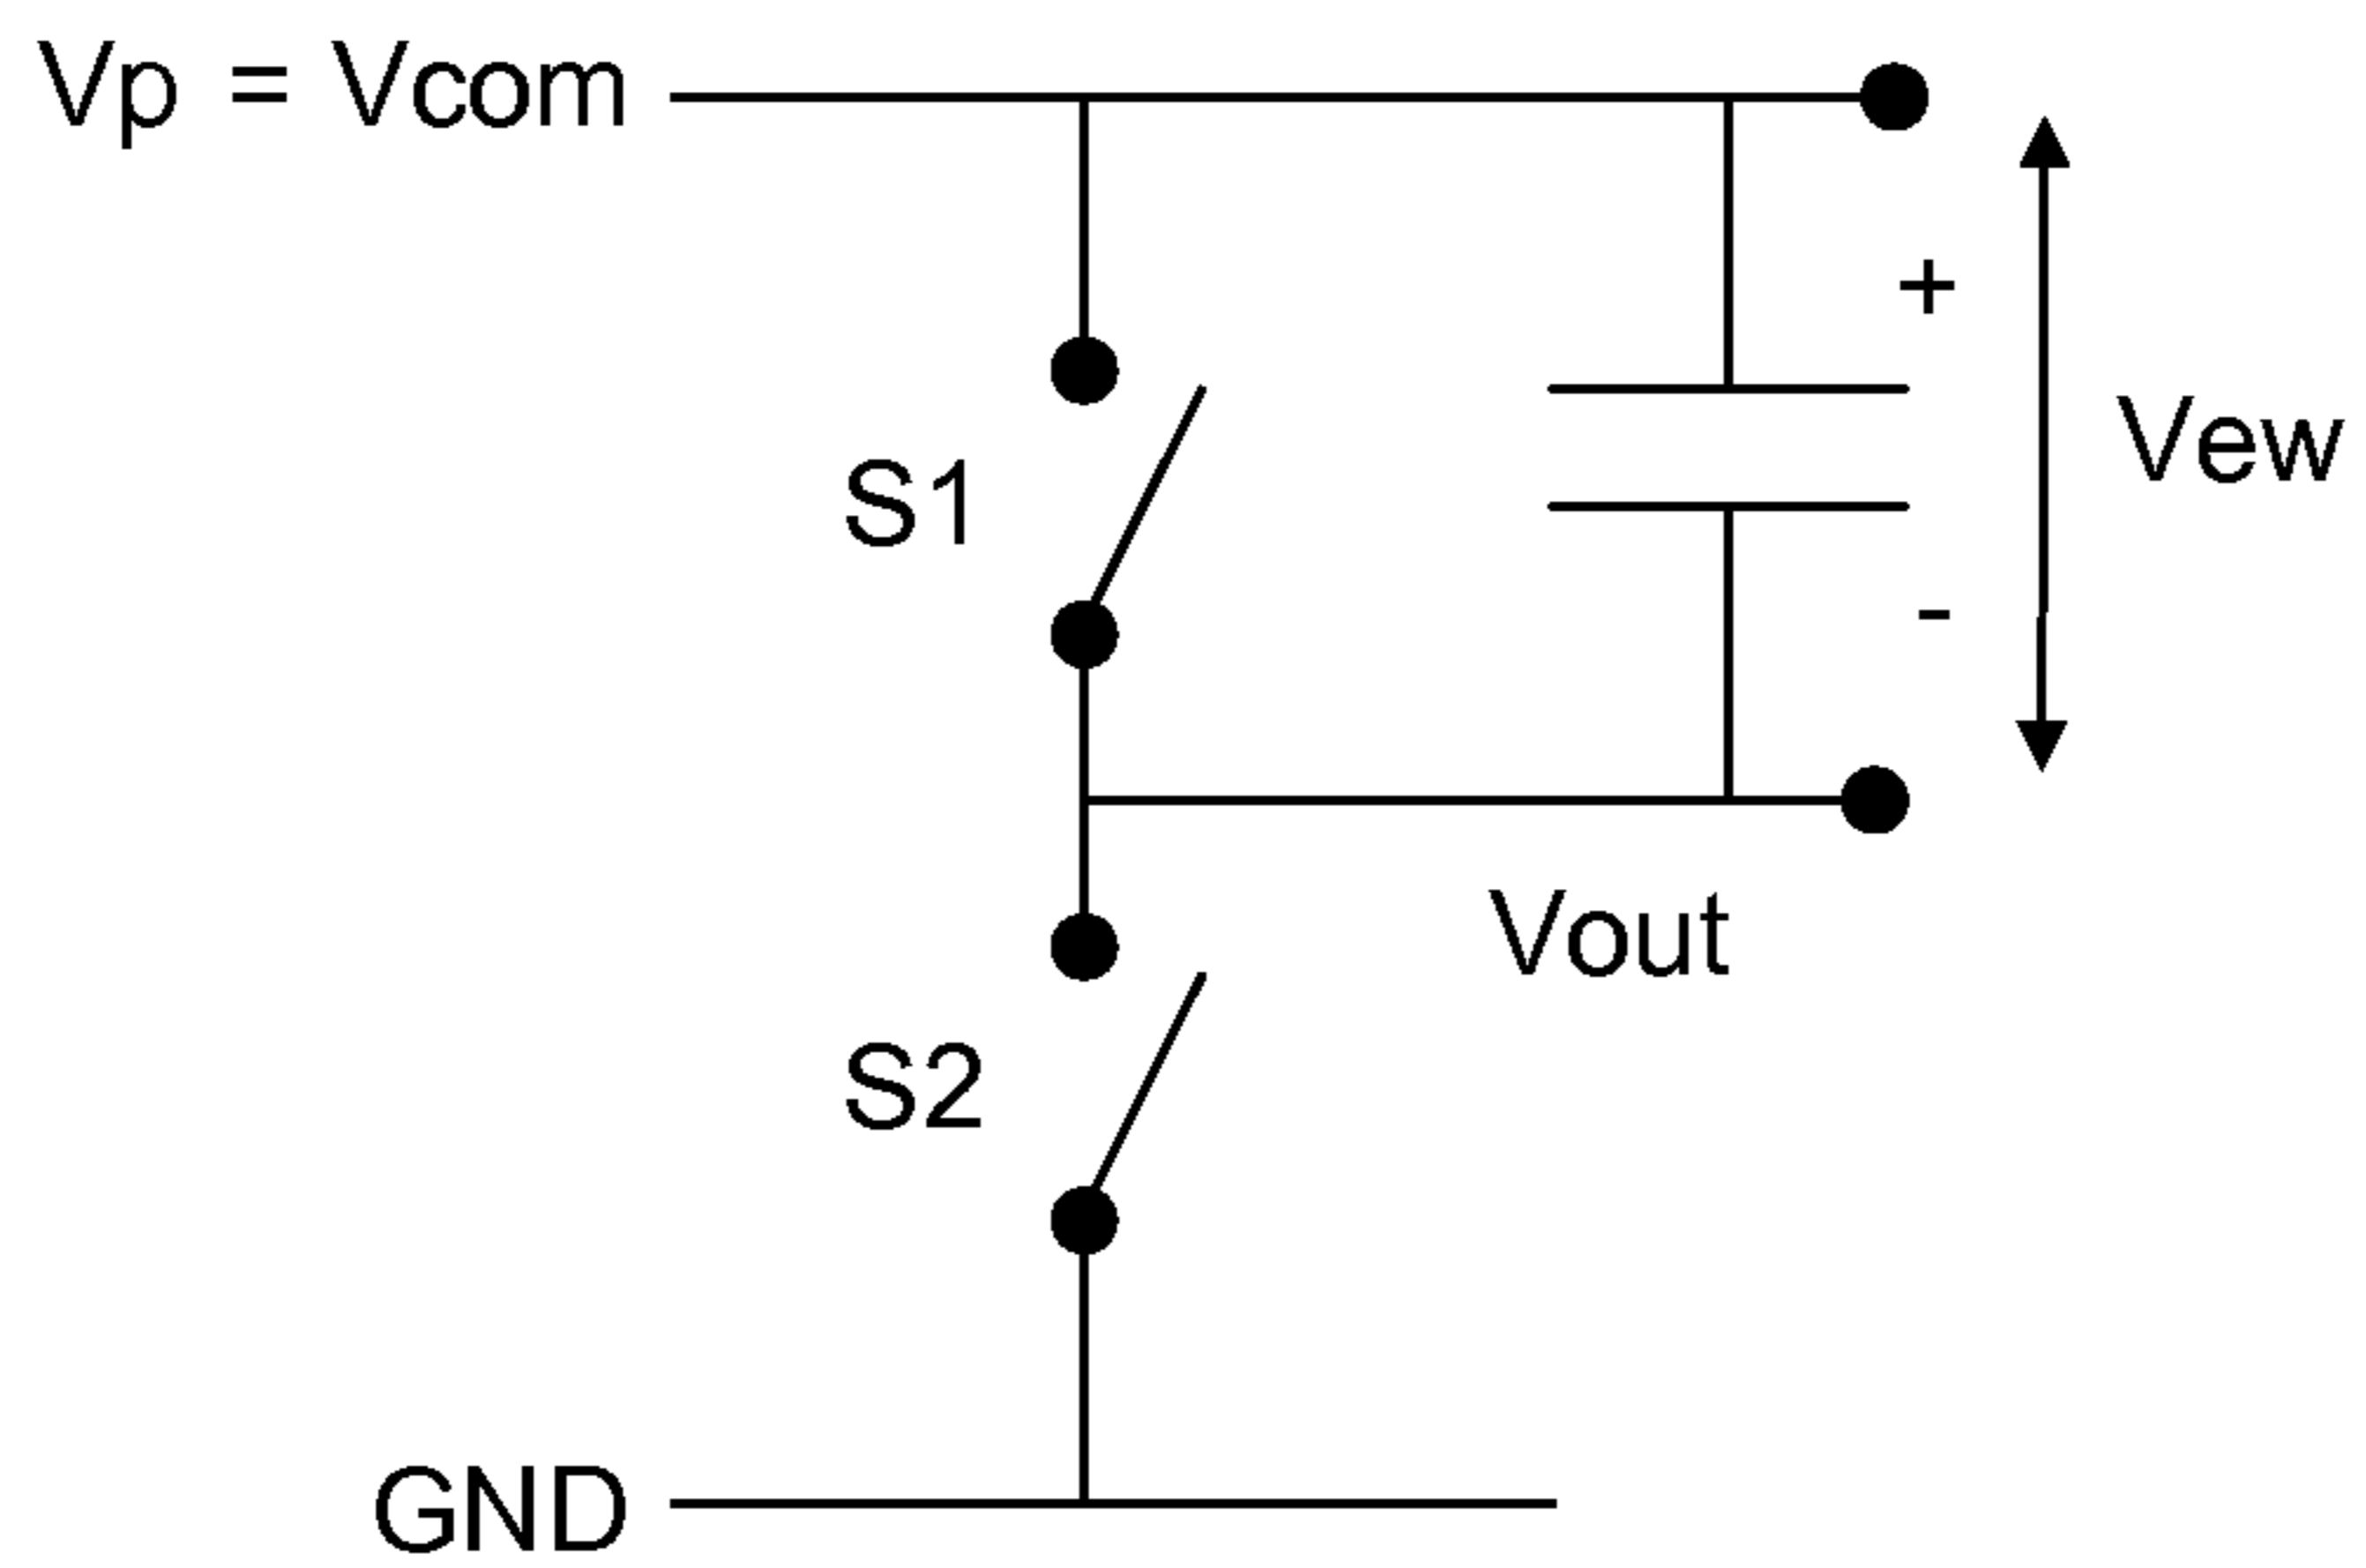 Vp = Vcom
+
S1
Vew
-
Vout
S2
GND